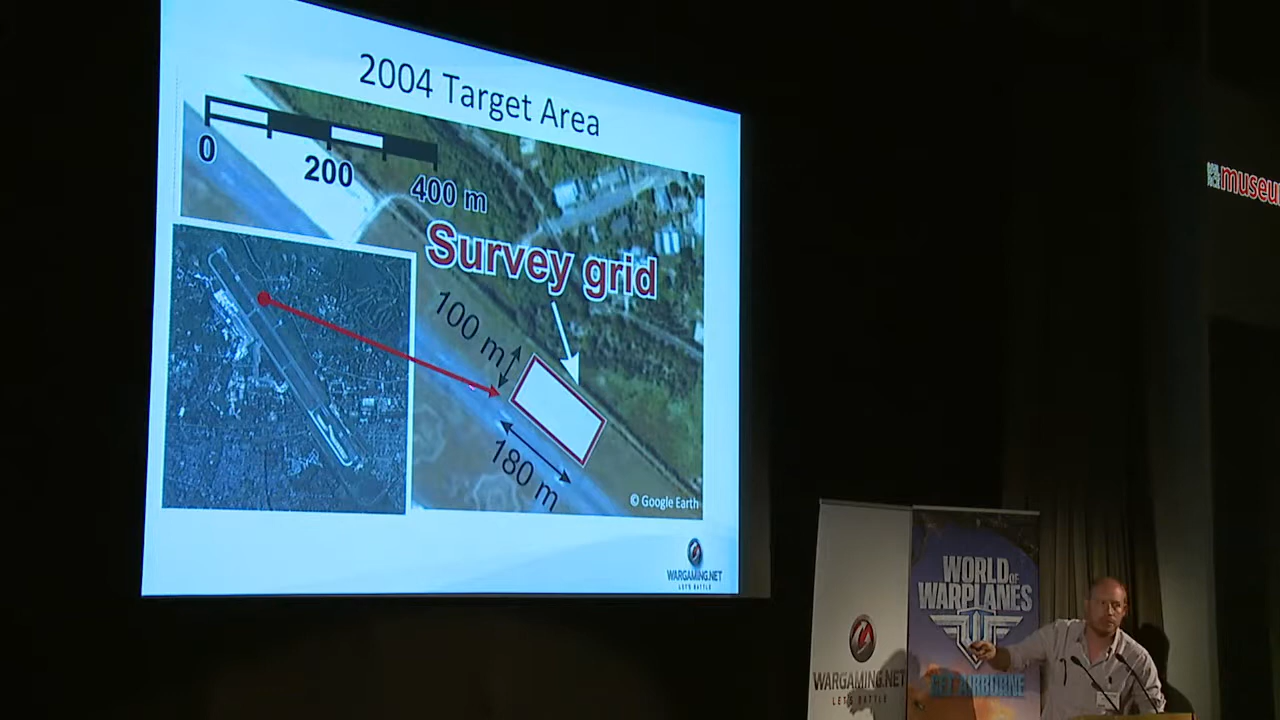 2004 Target Area
0
200
400 m
Survey grid
100 m
180 m
© Google Earth
WARGAMING.NET
LET'S BATTLE
WORLD OF
WARPLANES
GET AIRBORNE
WARGAMING.NET
LET'S BATTLE